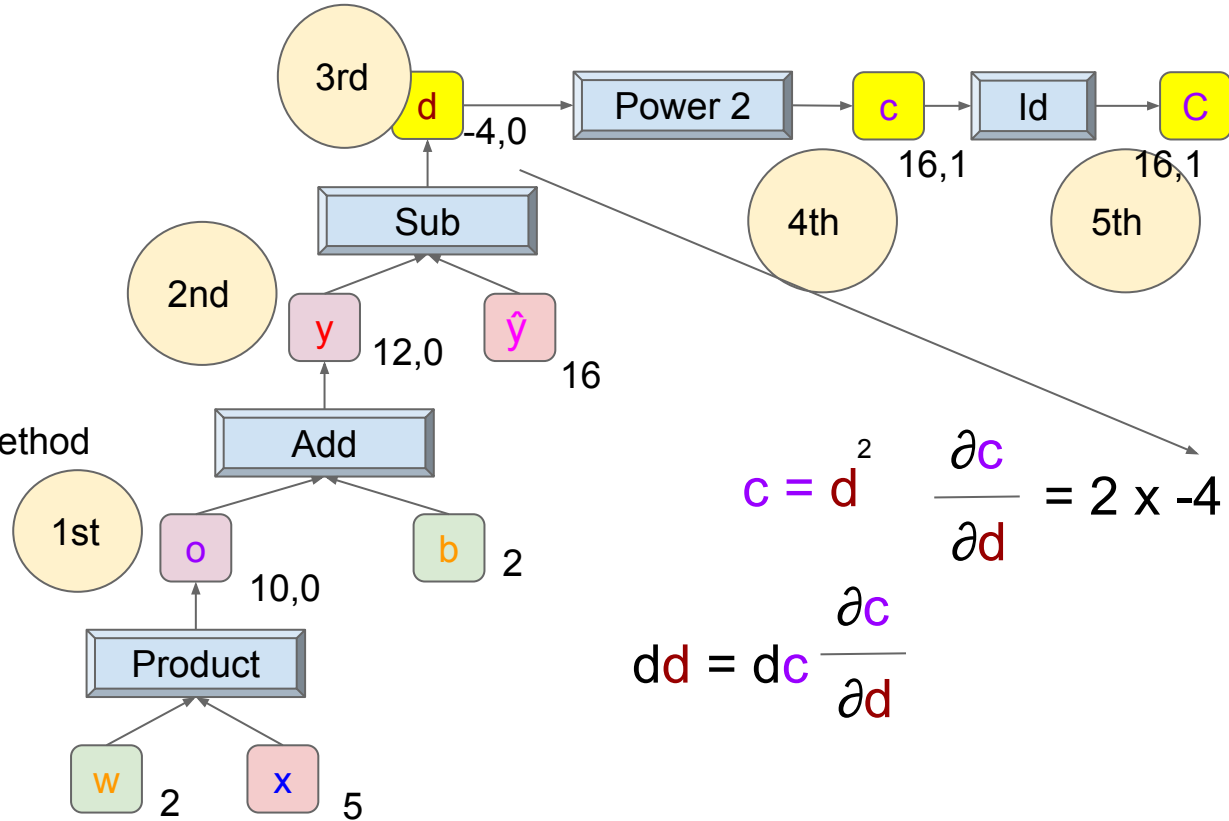 3rd
d
-4,0
Power 2
c
16,1
Id
C
16,1
Sub
4th
5th
2nd
y
12,0
ŷ
16
ethod
Add
c = d²
∂c
∂d
= 2 x -4
1st
o
10,0
b
2
dd = dc
∂c
∂d
Product
w
2
x
5